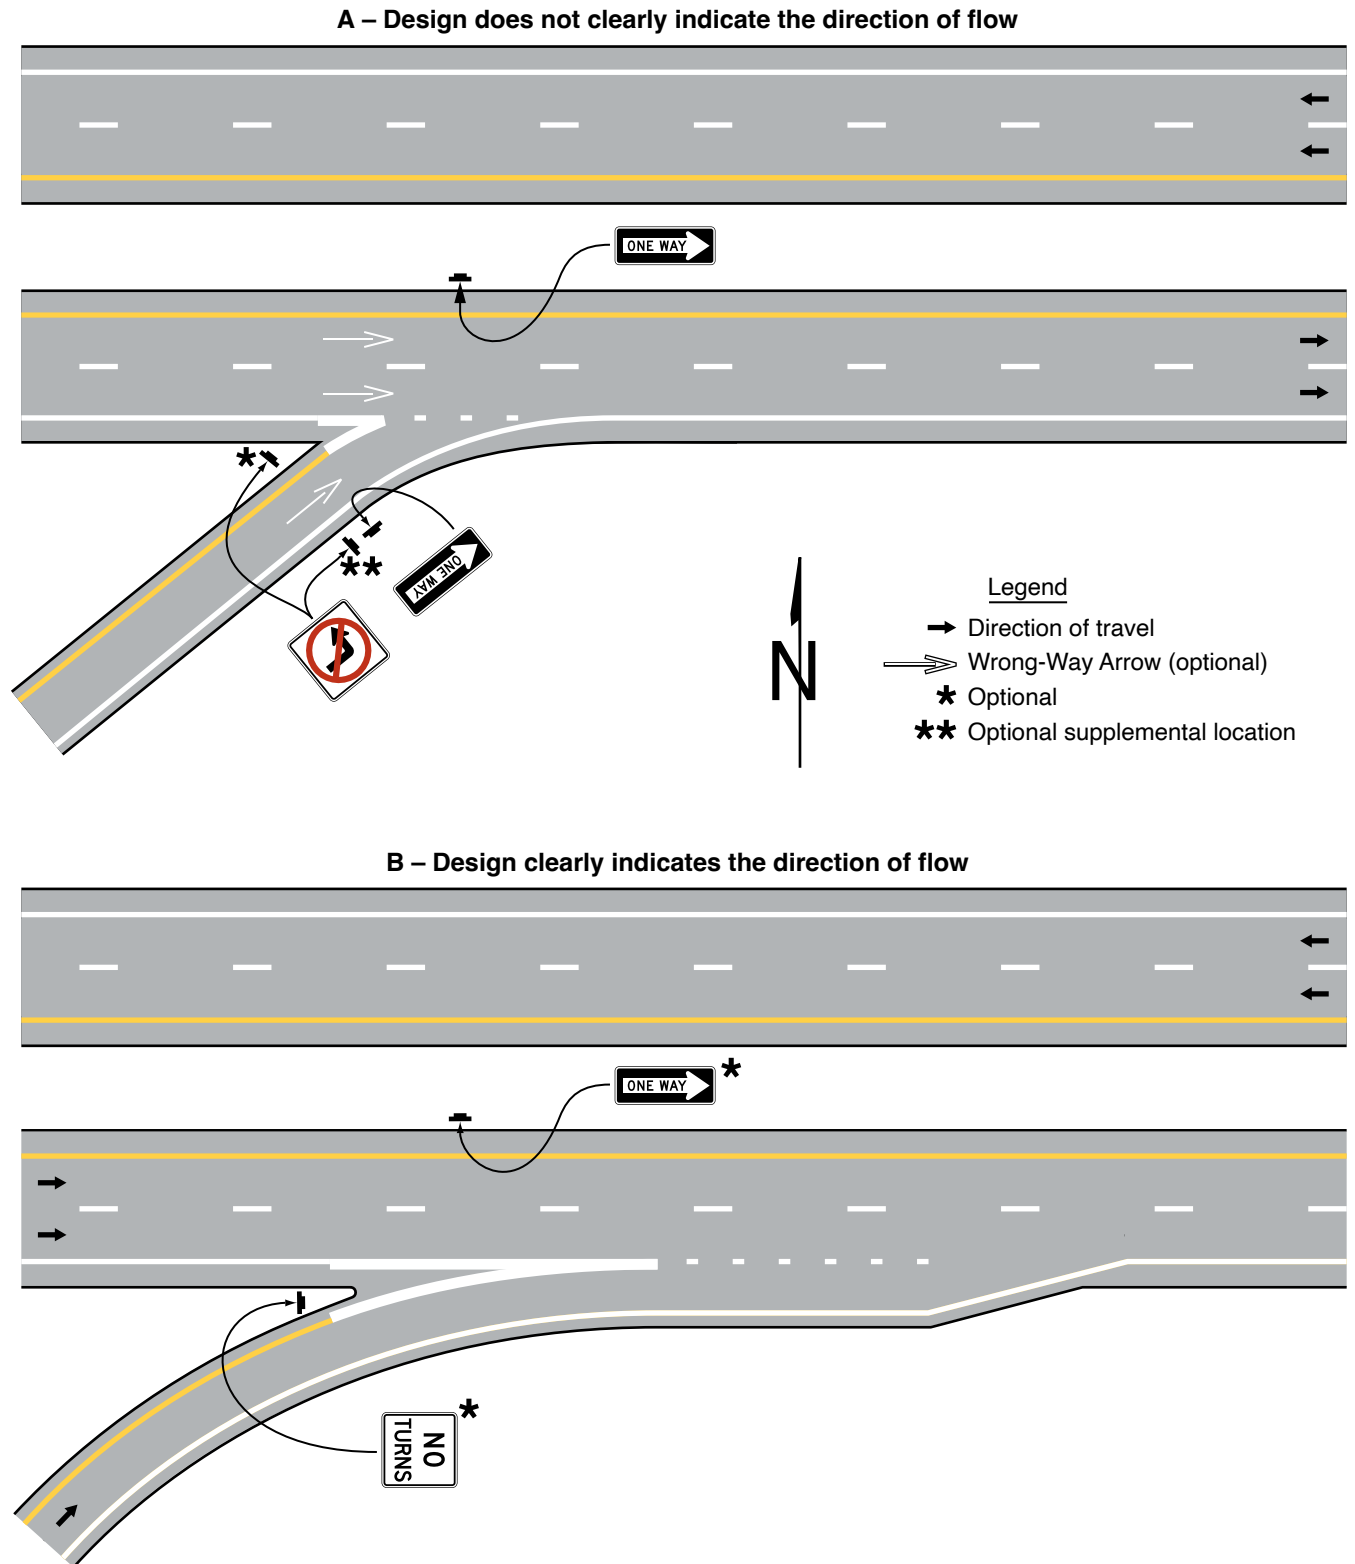 A – Design does not clearly indicate the direction of flow
ONE WAY
* 
**
ONE WAY
N
Legend
Direction of travel
Wrong-Way Arrow (optional)
* Optional
** Optional supplemental location
B – Design clearly indicates the direction of flow
ONE WAY *
NO *
TURNS